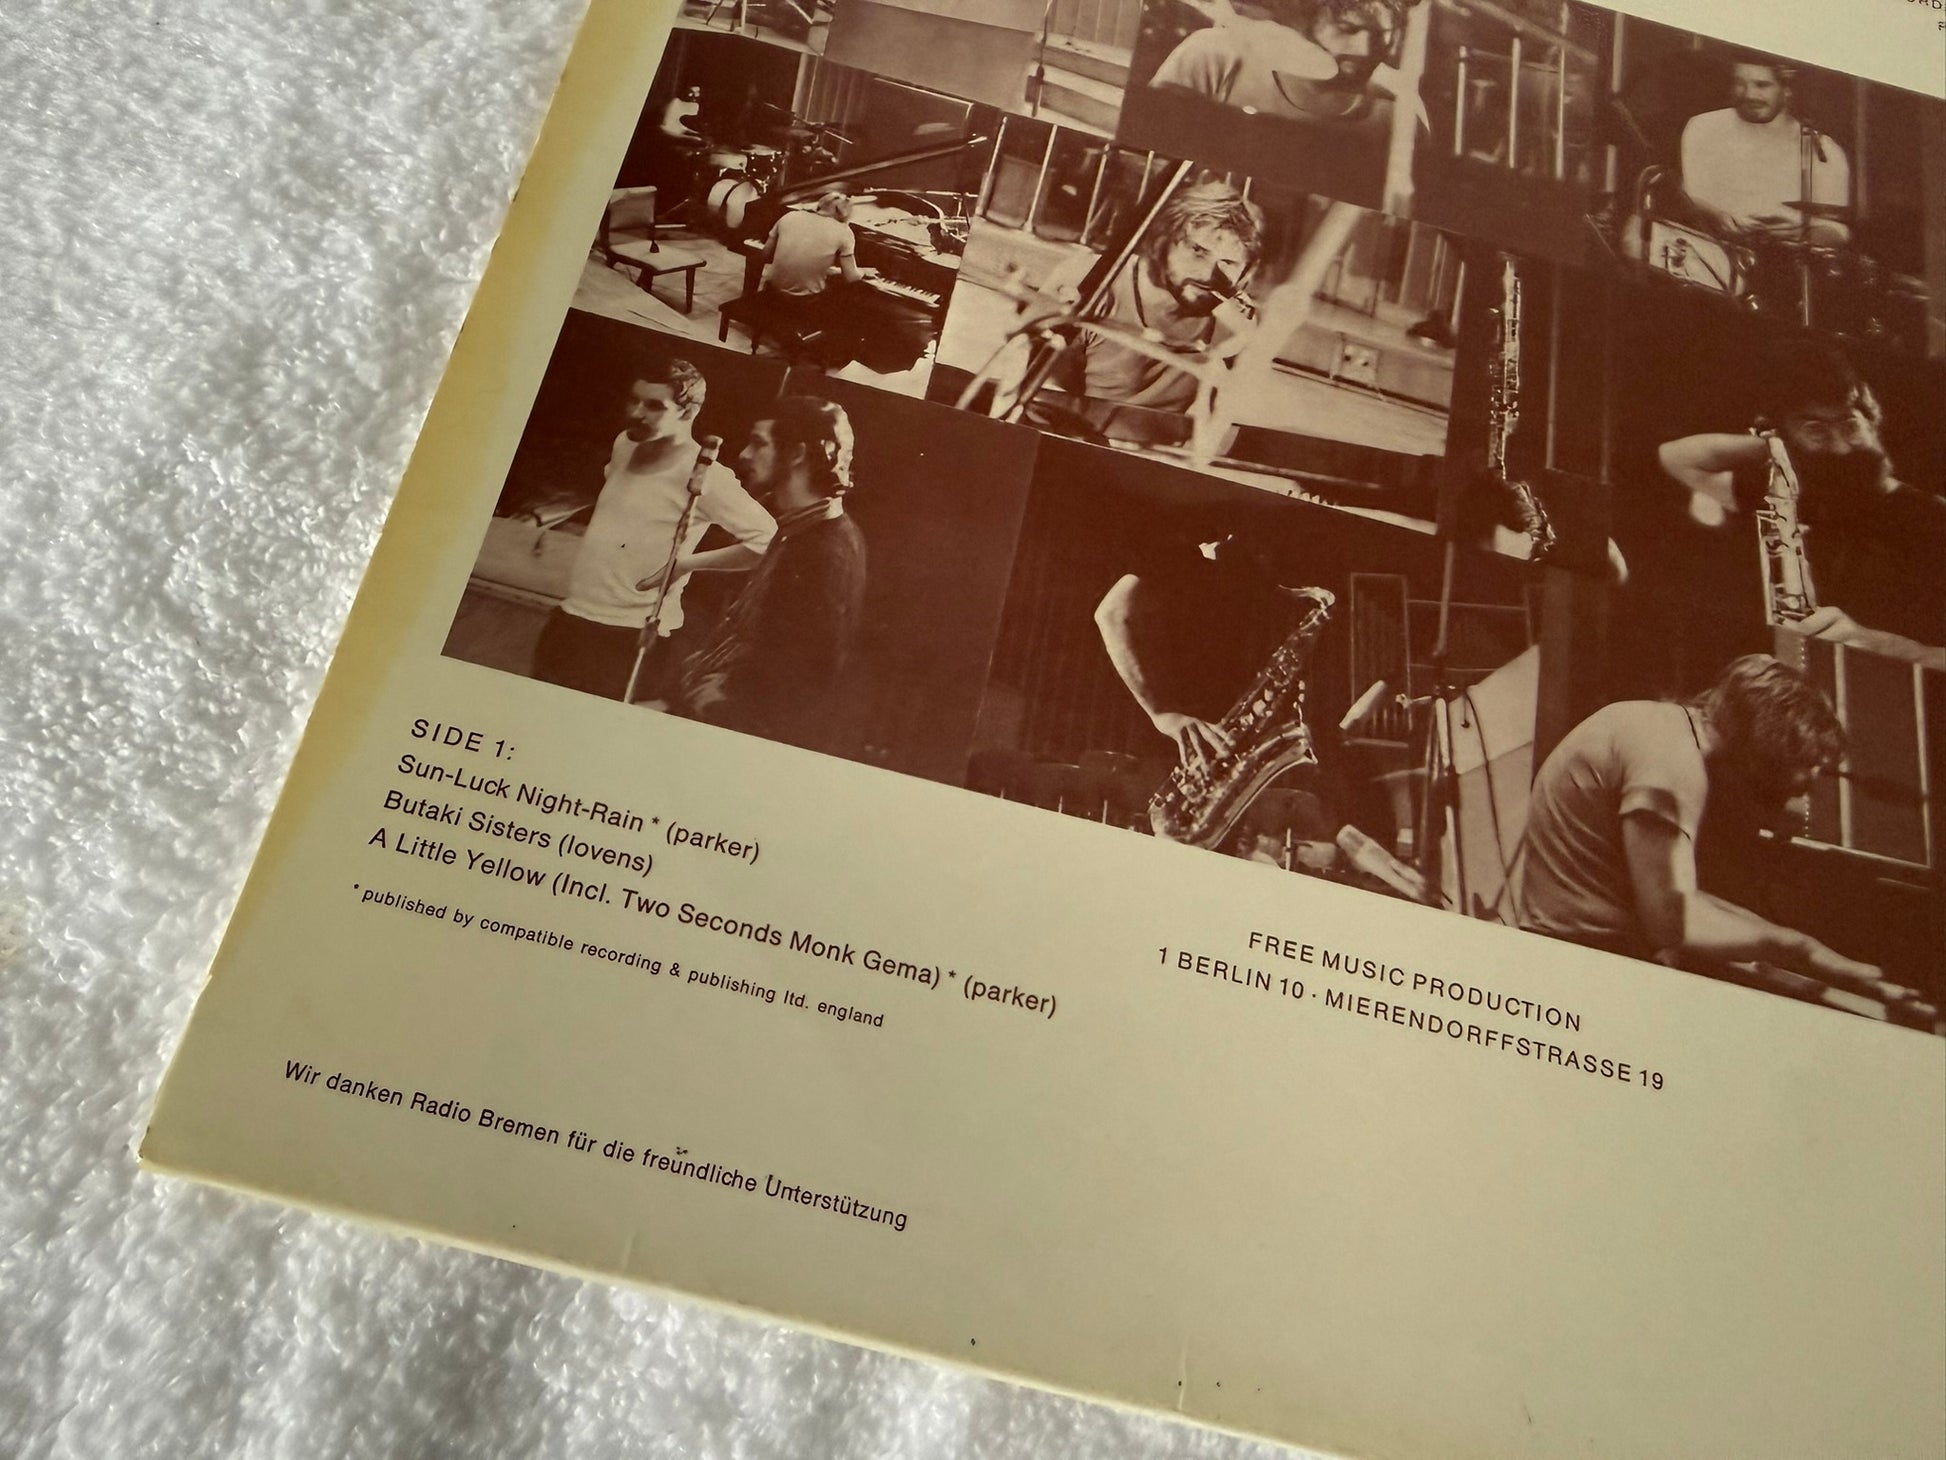 SIDE 1:
Sun-Luck Night-Rain * (parker)
Butaki Sisters (lovens)
A Little Yellow (Incl. Two Seconds Monk Gema) * (parker)
* published by compatible recording & publishing ltd. england
FREE MUSIC PRODUCTION
1 BERLIN 10 · MIERENDORFFSTRASSE 19
Wir danken Radio Bremen für die freundliche Unterstützung